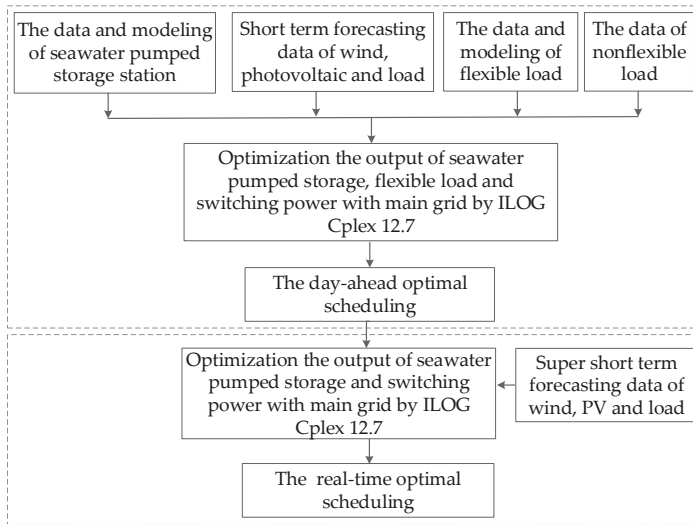 The data and modeling
of seawater pumped
storage station
Short term forecasting
data of wind,
photovoltaic and load
The data and
modeling of
flexible load
The data of
nonflexible
load
Optimization the output of seawater
pumped storage, flexible load and
switching power with main grid by ILOG
Cplex 12.7
The day-ahead optimal
scheduling
Optimization the output of seawater
pumped storage and switching
power with main grid by ILOG
Cplex 12.7
Super short term
forecasting data of
wind, PV and load
The real-time optimal
scheduling